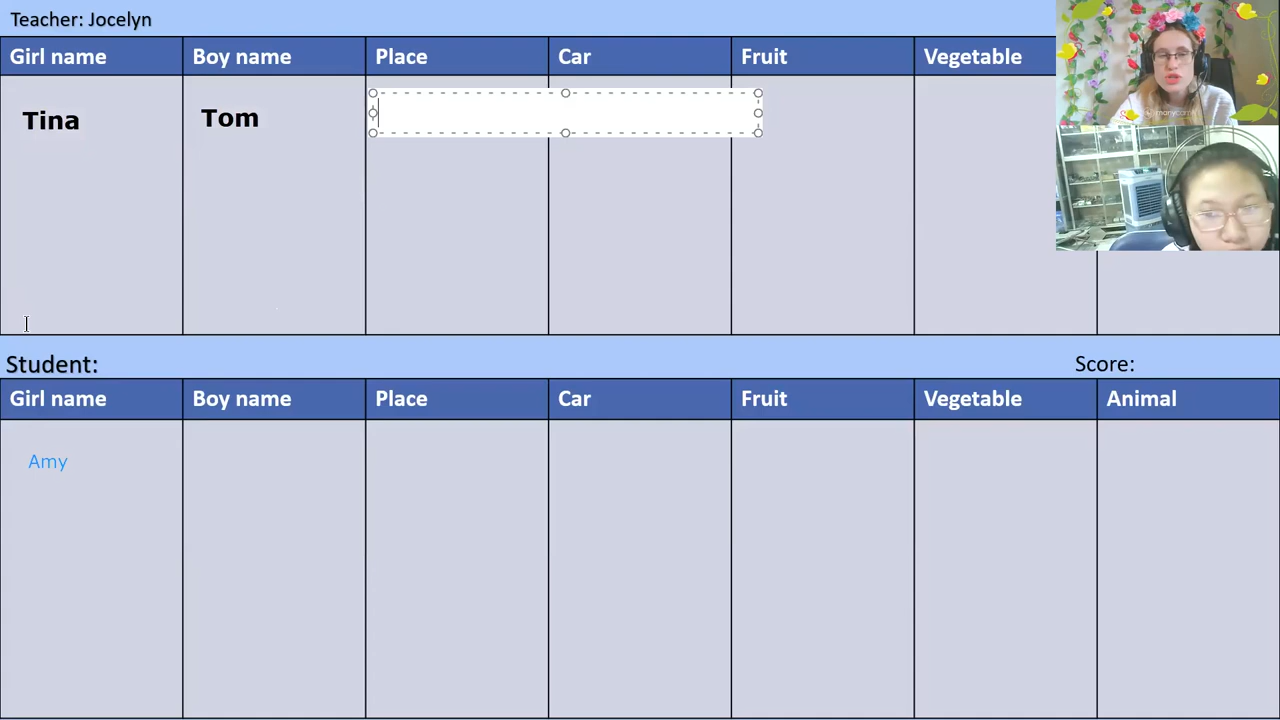 Teacher: Jocelyn
Girl name Boy name Place Car Fruit Vegetable
Tina Tom
Student: Score:
Girl name Boy name Place Car Fruit Vegetable Animal
Amy